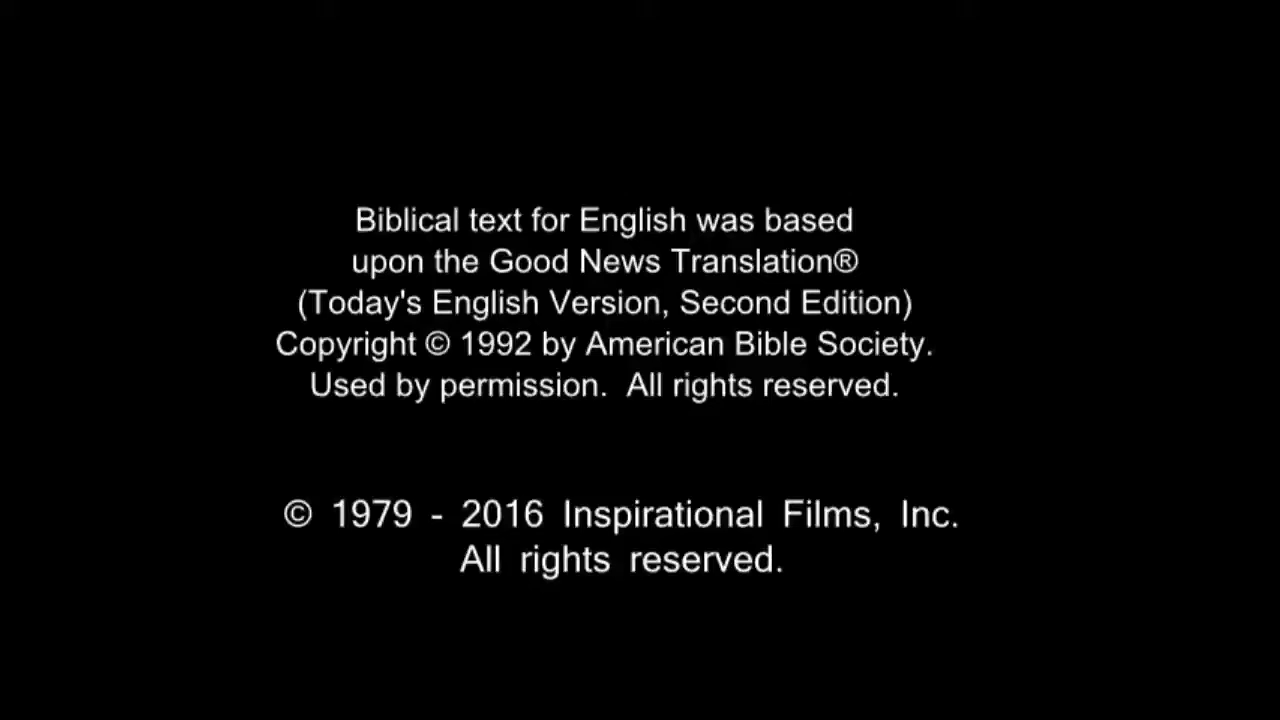 Biblical text for English was based
upon the Good News Translation®
(Today's English Version, Second Edition)
Copyright © 1992 by American Bible Society.
Used by permission.  All rights reserved.
© 1979 - 2016 Inspirational Films, Inc.
All rights reserved.